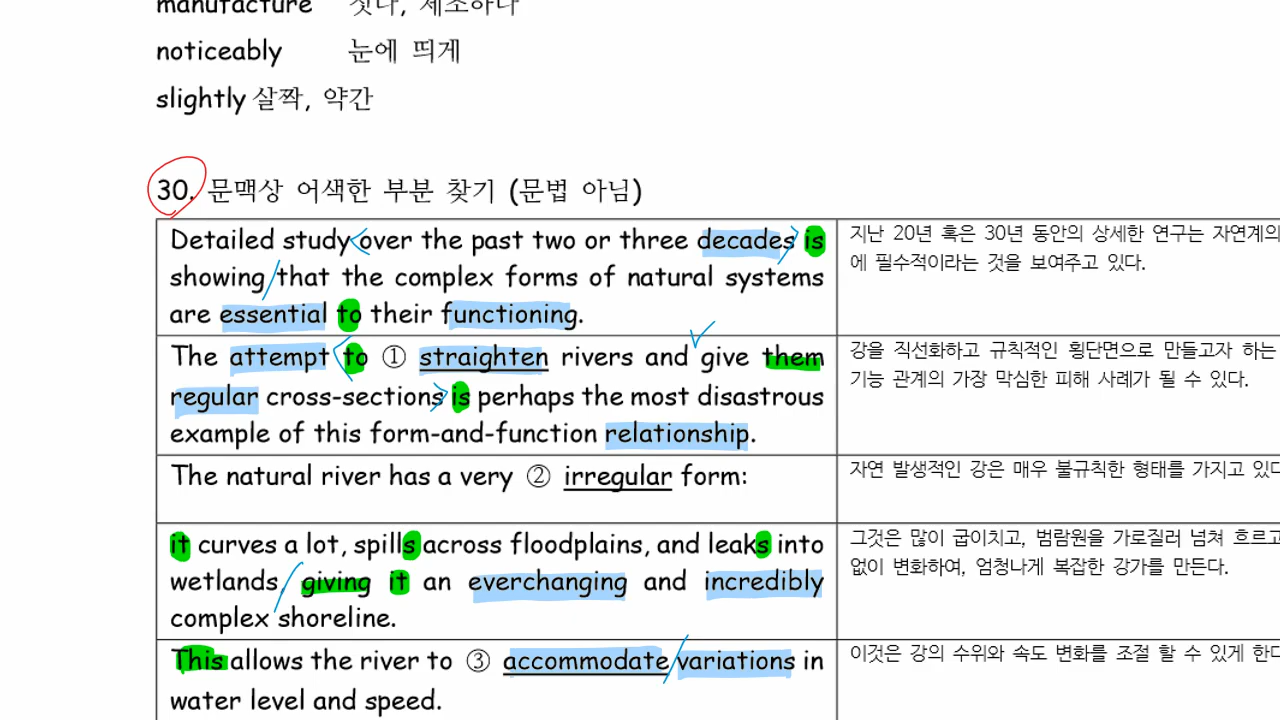 manufacture 짓다, 제조하다
noticeably 눈에 띄게
slightly 살짝, 약간
30. 문맥상 어색한 부분 찾기 (문법 아님)
Detailed study over the past two or three decades is
showing that the complex forms of natural systems
are essential to their functioning.
지난 20년 혹은 30년 동안의 상세한 연구는 자연계의
에 필수적이라는 것을 보여주고 있다.
The attempt to ① straighten rivers and give them
regular cross-sections is perhaps the most disastrous
example of this form-and-function relationship.
강을 직선화하고 규칙적인 횡단면으로 만들고자 하는
기능 관계의 가장 막심한 피해 사례가 될 수 있다.
The natural river has a very ② irregular form:
자연 발생적인 강은 매우 불규칙한 형태를 가지고 있다
it curves a lot, spills across floodplains, and leaks into
wetlands, giving it an everchanging and incredibly
complex shoreline.
그것은 많이 굽이치고, 범람원을 가로질러 넘쳐 흐르고
없이 변화하여, 엄청나게 복잡한 강가를 만든다.
This allows the river to ③ accommodate variations in
water level and speed.
이것은 강의 수위와 속도 변화를 조절 할 수 있게 한다